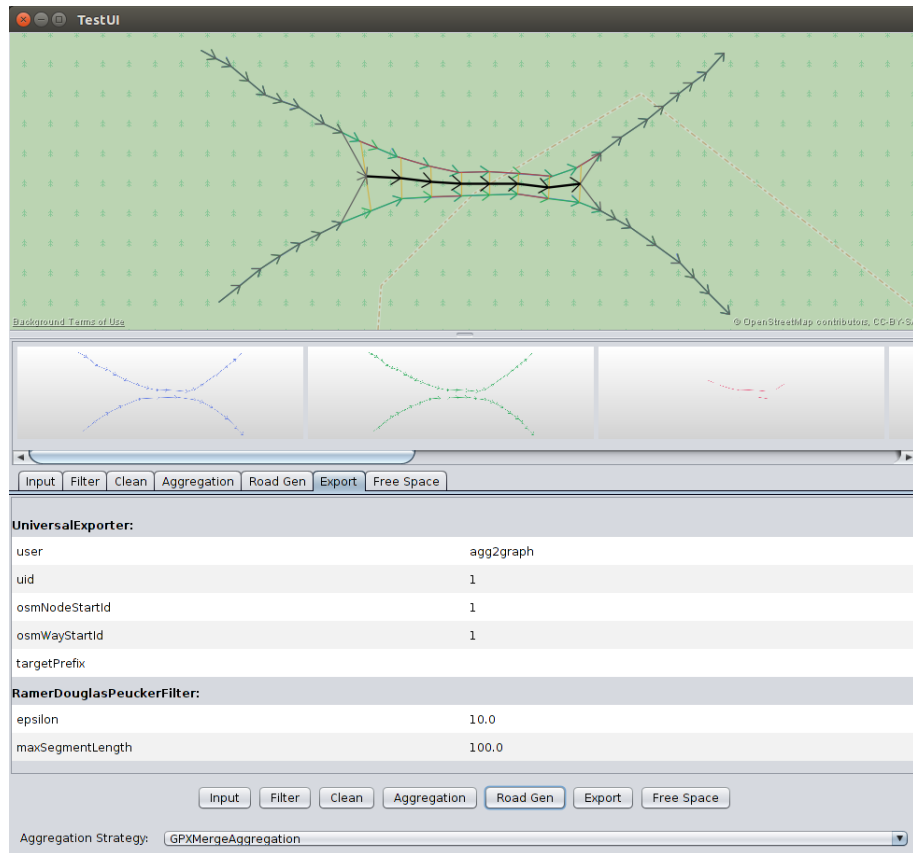 TestUI
Background Terms of Use
© OpenStreetMap contributors, CC-BY-SA
Input Filter Clean Aggregation Road Gen Export Free Space
UniversalExporter:
user agg2graph
uid 1
osmNodeStartId 1
osmWayStartId 1
targetPrefix
RamerDouglasPeuckerFilter:
epsilon 10.0
maxSegmentLength 100.0
Input Filter Clean Aggregation Road Gen Export Free Space
Aggregation Strategy: GPXMergeAggregation